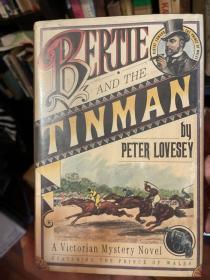 BERTIE
AND THE
TINMAN
by
PETER LOVESEY
A Victorian Mystery Novel
FEATURING THE PRINCE OF WALES